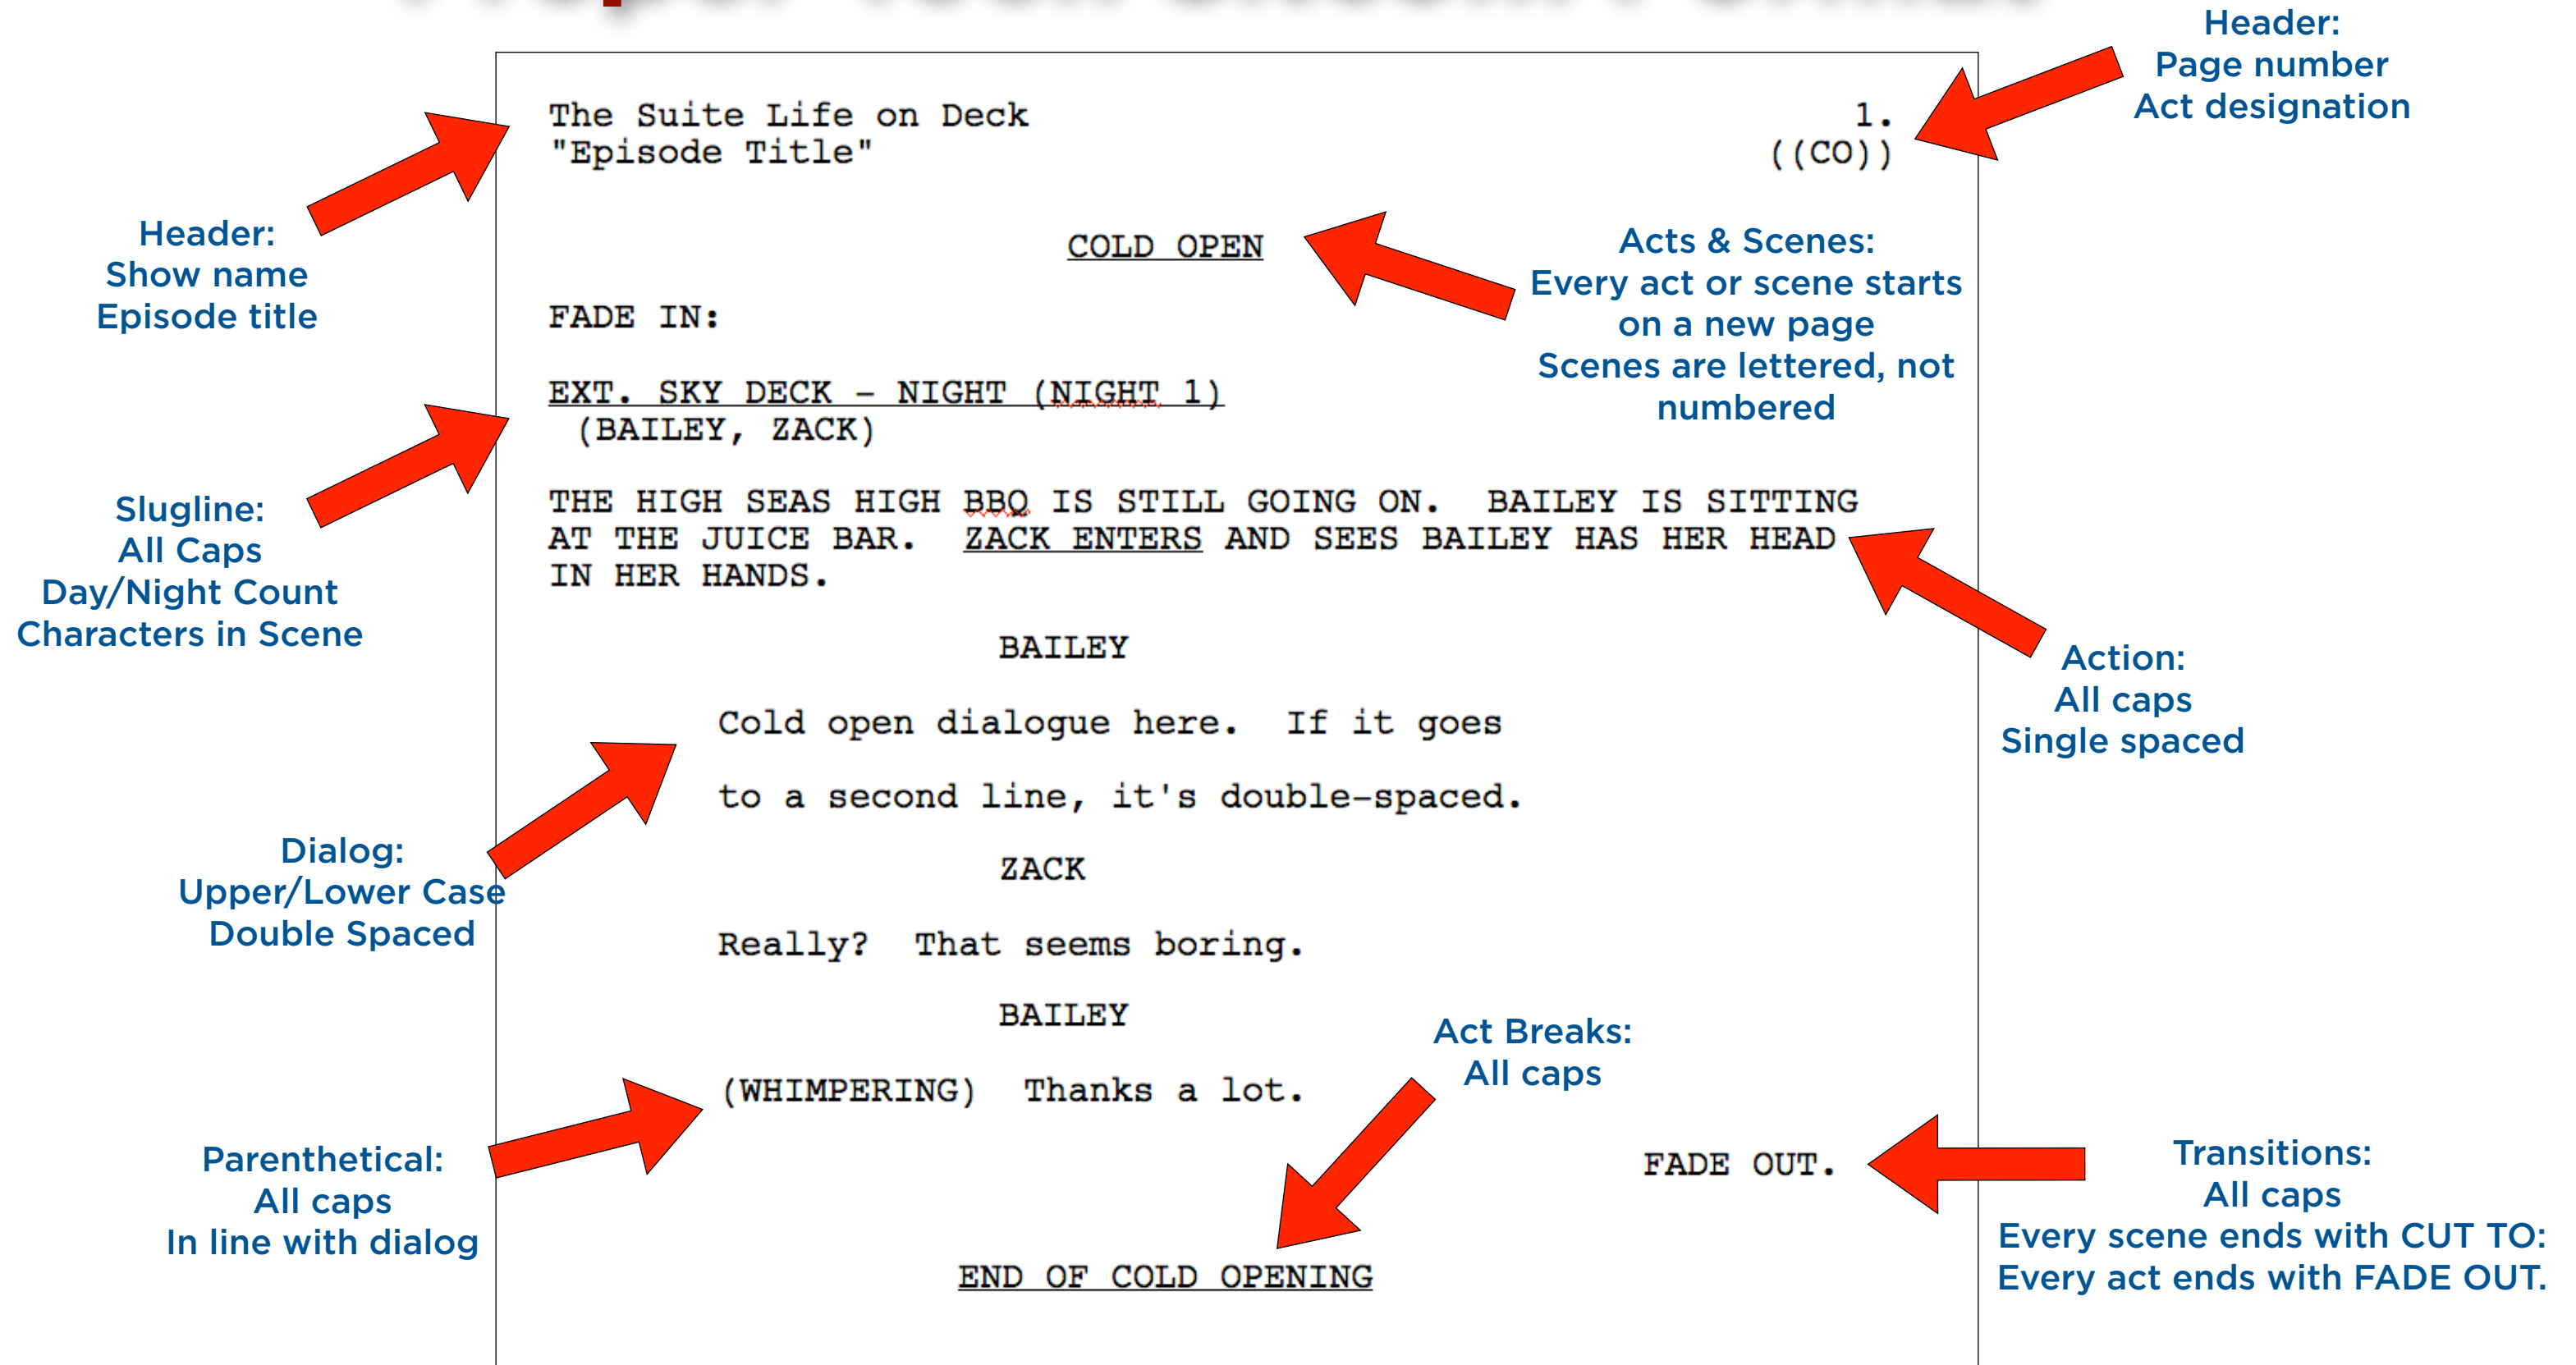 Header:
Page number
Act designation
The Suite Life on Deck
1.
"Episode Title"
((CO))
Header:
Show name
Episode title
COLD OPEN
Acts & Scenes:
Every act or scene starts
on a new page
Scenes are lettered, not
numbered
FADE IN:
EXT. SKY DECK – NIGHT (NIGHT 1)
(BAILEY, ZACK)
Slugline:
All Caps
Day/Night Count
Characters in Scene
THE HIGH SEAS HIGH BBQ IS STILL GOING ON.  BAILEY IS SITTING
AT THE JUICE BAR.  ZACK ENTERS AND SEES BAILEY HAS HER HEAD
IN HER HANDS.
Action:
All caps
Single spaced
BAILEY
Cold open dialogue here.  If it goes
to a second line, it's double-spaced.
Dialog:
Upper/Lower Case
Double Spaced
ZACK
Really?  That seems boring.
BAILEY
(WHIMPERING)  Thanks a lot.
Parenthetical:
All caps
In line with dialog
Act Breaks:
All caps
FADE OUT.
Transitions:
All caps
Every scene ends with CUT TO:
Every act ends with FADE OUT.
END OF COLD OPENING